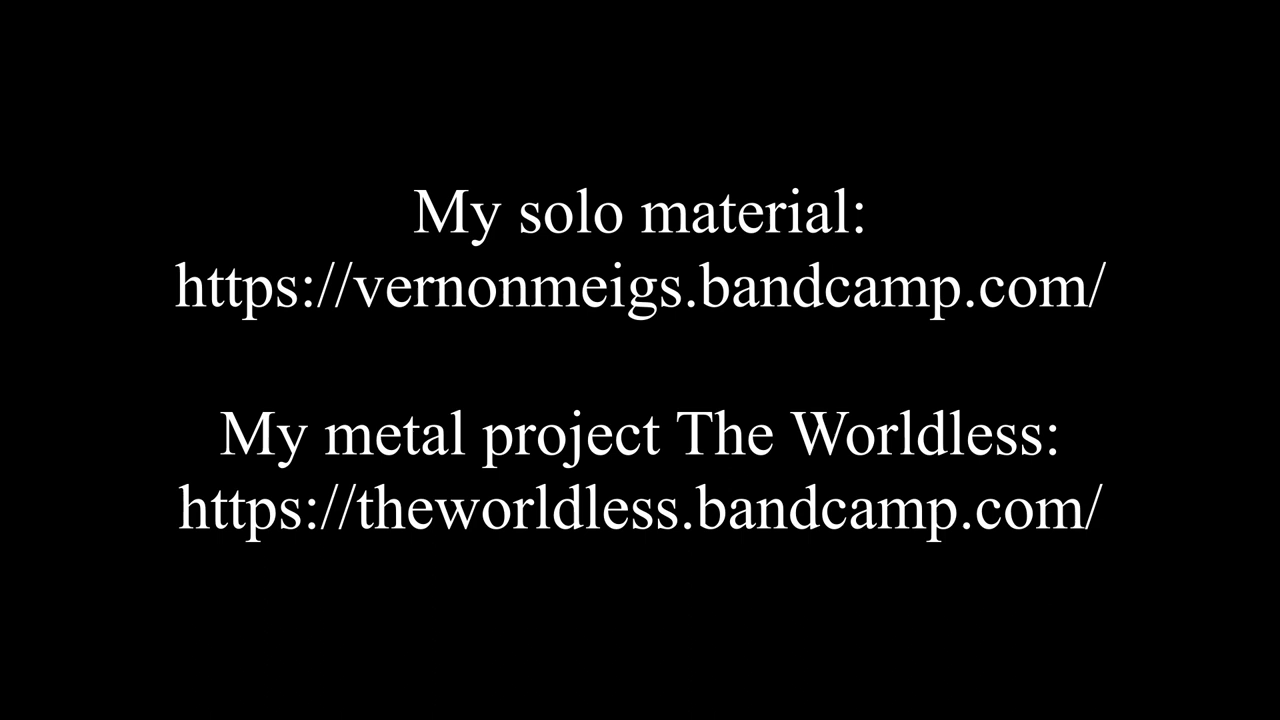 My solo material:
https://vernonmeigs.bandcamp.com/
My metal project The Worldless:
https://theworldless.bandcamp.com/